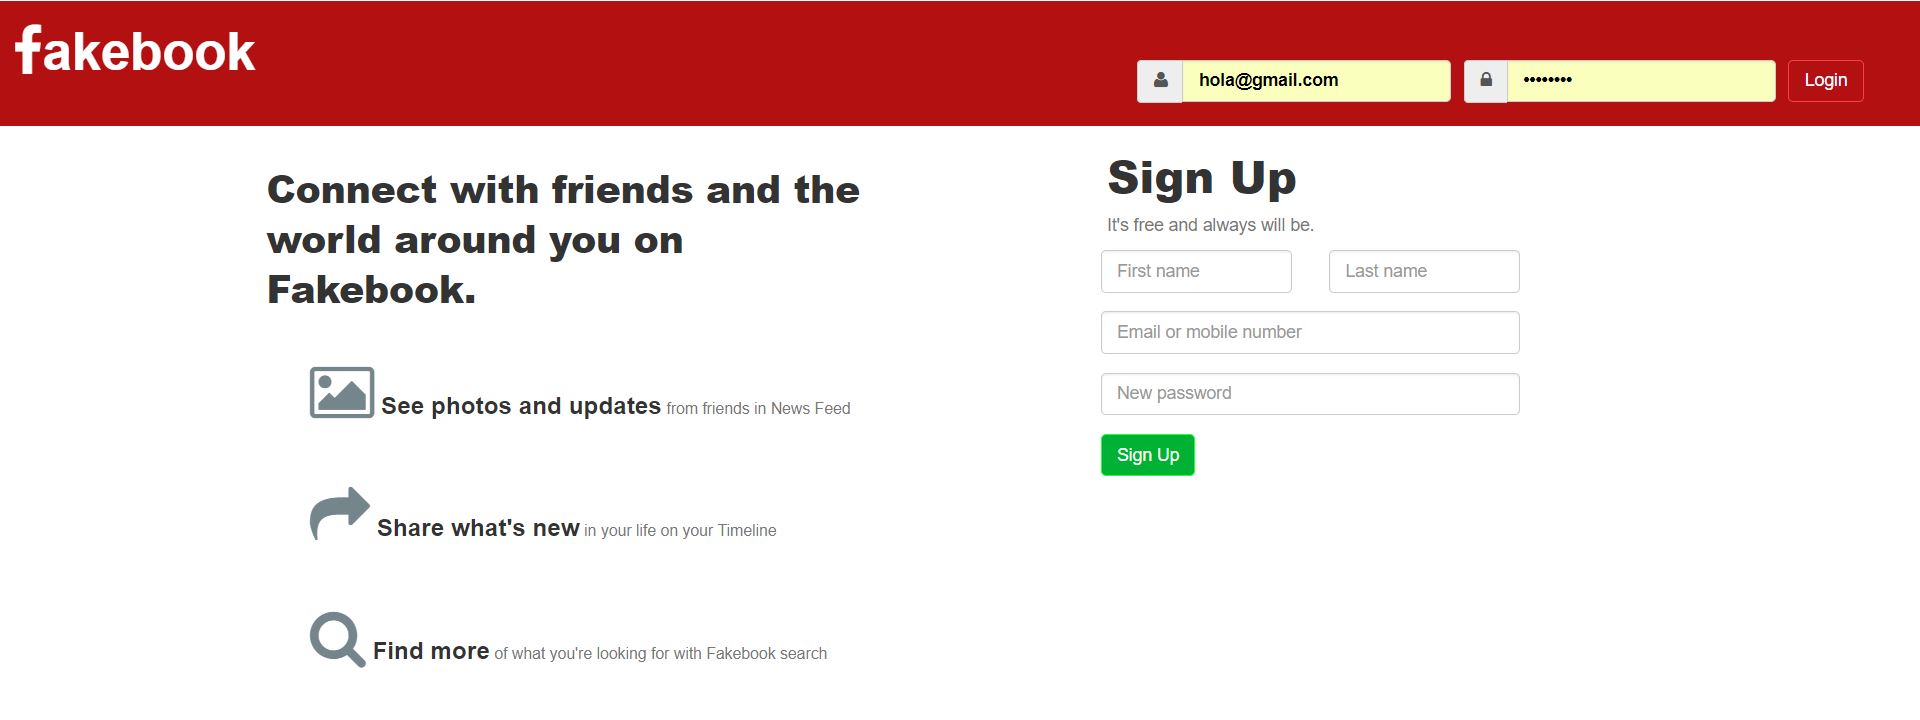 fakebook
hola@gmail.com
••••••••
Login
Connect with friends and the
world around you on
Fakebook.
See photos and updates from friends in News Feed
Share what's new in your life on your Timeline
Find more of what you're looking for with Fakebook search
Sign Up
It's free and always will be.
First name Last name
Email or mobile number
New password
Sign Up